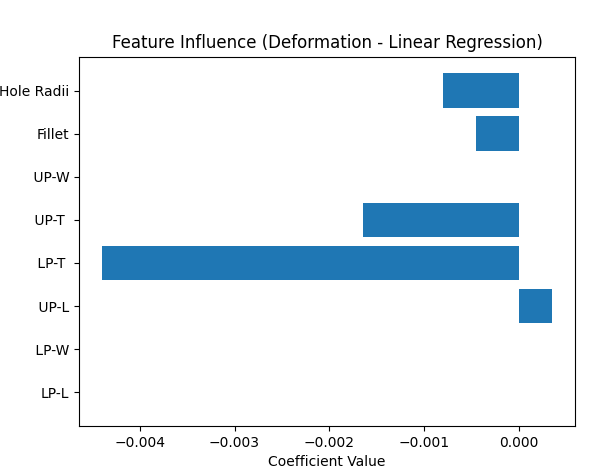 Feature Influence (Deformation - Linear Regression)
Hole Radii
Fillet
UP-W
UP-T
LP-T
UP-L
LP-W
LP-L
−0.004 −0.003 −0.002 −0.001 0.000
Coefficient Value